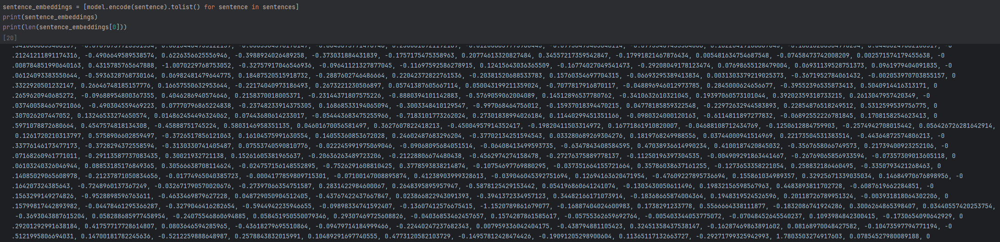 sentence_embeddings = [model.encode(sentence).tolist() for sentence in sentences]
print(sentence_embeddings)
print(len(sentence_embeddings[0]))
[20]
.21241211891174316, -0.4906649589538574, 0.6226356625556946, -0.3988924026489258, -0.373031884431839, -0.1757175475358963, 0.20774613320827484, 0.34557217359542847, -0.17991821467876434, 0.005481634754687548, -0.07458473742008209, 0.002571574179455638, -0
.008784851990640163, 0.4315785765647888, -1.0070229768753052, -0.32757917046546936, -0.09641121327877045, -0.11697592586278915, 0.12415643036365509, -0.16774027049541473, -0.29208049178123474, 0.07698655128479004, 0.06931139528751373, 0.0961979404091835, -0
.06124093383550644, -0.5936328768730164, 0.06982481479644775, 0.18487520515918732, -0.2887602746486664, 0.22042372822761536, -0.20381520688533783, 0.15760354697704315, -0.06693295389413834, 0.0031303379219025373, -0.3671952784061432, -0.002053970703855157, 0
.3322920501232147, 0.26646748185157776, 0.16657550632953644, -0.22174040973186493, 0.2673221230506897, 0.05741387605667114, 0.050043199211359024, -0.7077817916870117, -0.048896946012973785, 0.2845000624656677, -0.39552396535873413, 0.5040914416313171, 0
.2659620940685272, -0.09688954800367355, 0.4046286940574646, 0.2158370018005371, -0.23144371807575226, -0.8880394101142883, -0.5769059062004089, 0.14512896537780762, -0.3410632610321045, 0.19397060573101044, 0.39202359318733215, 0.2613047957420349, -0
.037400584667921066, -0.490304559469223, 0.07770796865224838, -0.23748233914375305, 0.16868533194065094, -0.3003348410129547, -0.997068464756012, -0.15937018394470215, 0.04778185859322548, -0.22972632944583893, 0.22854876518249512, 0.5312599539756775, 0
.307026207447052, 0.13246533274650574, 0.014862454496324062, 0.07443680614233017, -0.054443683475255966, -0.7183101773262024, 0.27301838994026184, 0.11440299451351166, -0.0980324000120163, -0.6114811897277832, -0.06892552226781845, 0.1708158254623413, 0
.5971078872680664, 0.4547574818134308, -0.45888751745224, 0.5803146958351135, 0.04601670056581497, 0.3627607822418213, -0.45004957914352417, -0.19820411503314972, 0.16771861910820007, -0.04688108712434769, -0.1250612884759903, -0.2574942708015442, 0.056426726281642914,
0.1261720210313797, 0.5758906602859497, -0.3726517856121063, 0.16104575991630554, 0.14055360853672028, 0.24602487683296204, -0.37702134251594543, 0.033280689269304276, 0.1819768249988556, 0.03744000941514969, 0.22173504531383514, -0.44364872574806213, -0
.33776146173477173, -0.3728294372558594, -0.3130330741405487, 0.07553740590810776, -0.022245991975069046, -0.09068095684051514, -0.06408413499593735, -0.6347843408584595, 0.47038936614990234, 0.4100187420845032, -0.3567658066749573, 0.21739400923252106, -0
.07168260961771011, -0.29113587737083435, 0.30021932721138, 0.15261605381965637, -0.20636263489723206, -0.21228806674480438, -0.4562974274158478, -0.27276375889778137, -0.11250196397304535, -0.004909291863441467, -0.26769065856933594, -0.07357309013605118, 0
.06103240326046944, 0.08853185176849365, 0.30566638708114624, -0.024757156148552895, -0.7526291608810425, 0.3778593838214874, -0.10754697769880295, -0.037351664155721664, 0.35786038637161255, -0.1273653358221054, 0.258832186460495, -0.3350793421268463, 0
.14085029065608978, -0.21237871050834656, -0.01774965040385723, -0.0004177859809715301, -0.07100147008895874, 0.41238903999328613, -0.039046045392751694, 0.12694163620471954, -0.47609227895736694, 0.155861034989357, 0.32925671339035034, 0.14684970676898956, -0
.164207324385643, -0.7248960137367249, -0.032671790570020676, -0.27397066354751587, 0.2831422984600067, 0.2648395895957947, -0.5878125429153442, 0.054196860641241074, -0.1303430050611496, 0.19832156598567963, 0.4483893811702728, -0.6087619662284851, -0
.1563299149274826, -0.9528898596763611, -0.4633469879627228, 0.048729050904512405, -0.43767422437667847, 0.023866822943091393, -0.3941372334957123, 0.34482166171073914, -0.18368665874004364, 0.1948319524526596, 0.20118726789951324, -0.003931818064302206, 0
.15799817442893982, -0.0447846129536​6287, -0.3279046416282654, -0.5944942235946655, -0.09898334741592407, -0.13607412576675415, -1.1520789861679077, -0.16887404024600983, 0.1738291233778, 0.5566664338111877, -0.1832086741924286, 0.3006264865398407, 0.03440557420253754,
-0.3693043887615204, 0.058288685977458954, -0.24075546860694885, 0.058451950550079346, 0.29307469725608826, -0.040368534624576​57, 0.1574287861585617, -0.05755362659692764, -0.005403344053775072, -0.07048452645540237, 0.1093984842300415, -0.1730654090642929, 0
.29201292991638184, 0.41757717728614807, 0.0803646594285965, -0.43618279695510864, -0.09479714184999466, -0.22440247237682343, 0.007959336042404175, -0.438794881105423, 0.32451358437538147, -0.16287469863891602, 0.08168970048427582, -0.10473597794771194, -0
.5121995806694031, 0.14700181782245636, -0.5212259888648987, 0.2578843832015991, 0.10489291697740555, 0.4773120582103729, -0.14957812428474426, -0.19091205298900604, 0.11365117132663727, -0.29271799325942993, 1.7803503274917603, 0.07854527980089188, 0